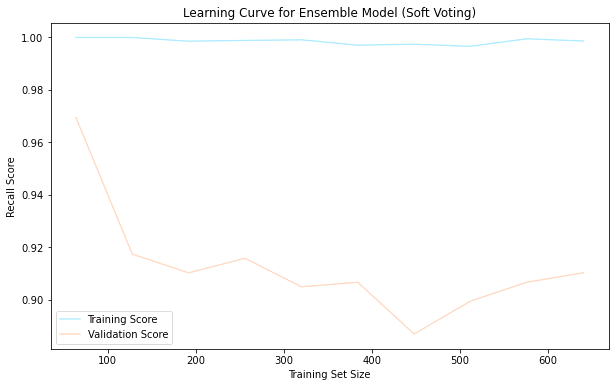 Learning Curve for Ensemble Model (Soft Voting)
1.00
0.98
0.96
0.94
0.92
0.90
Recall Score
Training Score
Validation Score
100
200
300
400
500
600
Training Set Size